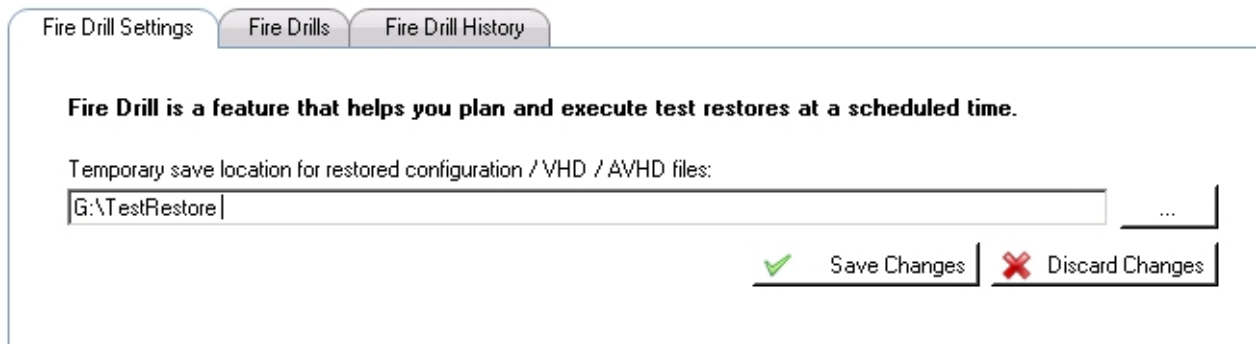 Fire Drill Settings Fire Drills Fire Drill History
Fire Drill is a feature that helps you plan and execute test restores at a scheduled time.
Temporary save location for restored configuration / VHD / AVHD files:
G:\TestRestore
...
Save Changes Discard Changes